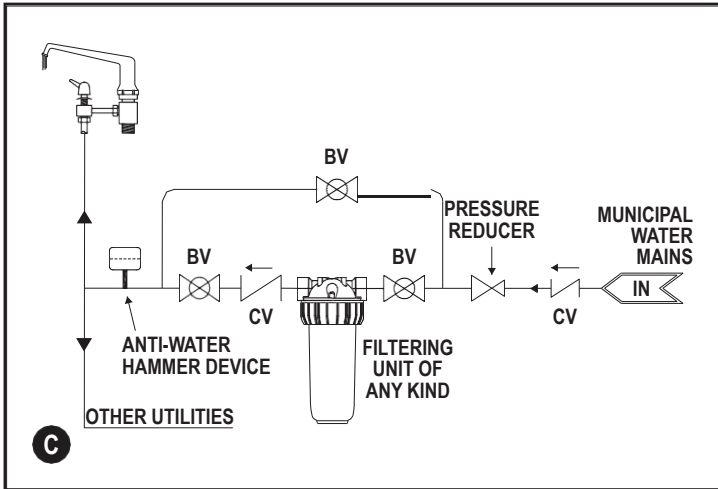 BV
PRESSURE
REDUCER
MUNICIPAL
WATER
MAINS
BV
BV
IN
CV
CV
ANTI-WATER
HAMMER DEVICE
FILTERING
UNIT OF
ANY KIND
OTHER UTILITIES
C